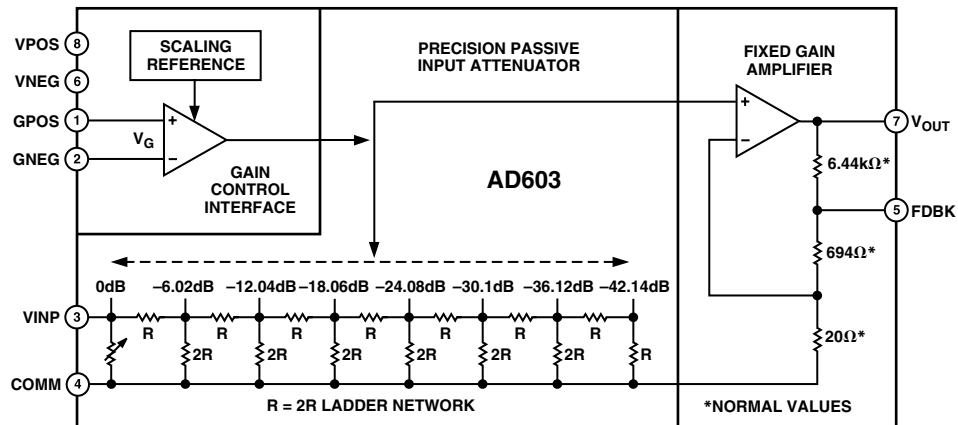 VPOS 8
VNEG 6
GPOS 1
GNEG 2
SCALING
REFERENCE
VG
+
−
GAIN
CONTROL
INTERFACE
PRECISION PASSIVE
INPUT ATTENUATOR
AD603
FIXED GAIN
AMPLIFIER
+
−
7 VOUT
6.44kΩ*
5 FDBK
694Ω*
20Ω*
0dB −6.02dB −12.04dB −18.06dB −24.08dB −30.1dB −36.12dB −42.14dB
VINP 3
R R R R R R R
2R 2R 2R 2R 2R 2R R
COMM 4
R = 2R LADDER NETWORK
*NORMAL VALUES